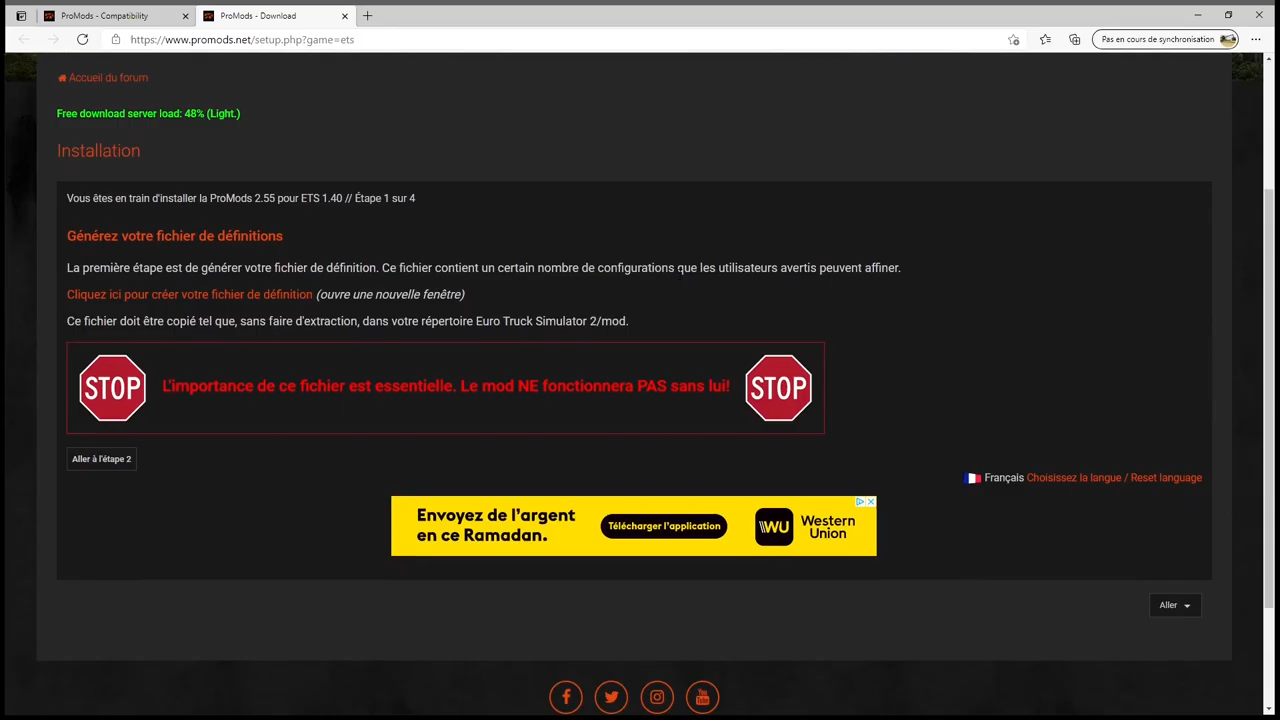 ProMods - Compatibility
ProMods - Download
https://www.promods.net/setup.php?game=ets
Pas en cours de synchronisation
Accueil du forum
Free download server load: 48% (Light.)
Installation
Vous êtes en train d'installer la ProMods 2.55 pour ETS 1.40 // Étape 1 sur 4
Générez votre fichier de définitions
La première étape est de générer votre fichier de définition. Ce fichier contient un certain nombre de configurations que les utilisateurs avertis peuvent affiner.
Cliquez ici pour créer votre fichier de définition (ouvre une nouvelle fenêtre)
Ce fichier doit être copié tel que, sans faire d'extraction, dans votre répertoire Euro Truck Simulator 2/mod.
STOP L'importance de ce fichier est essentielle. Le mod NE fonctionnera PAS sans lui! STOP
Aller à l'étape 2
Français Choisissez la langue / Reset language
Envoyez de l'argent
en ce Ramadan.
Télécharger l'application
WU
Western
Union
Aller
You
Tube